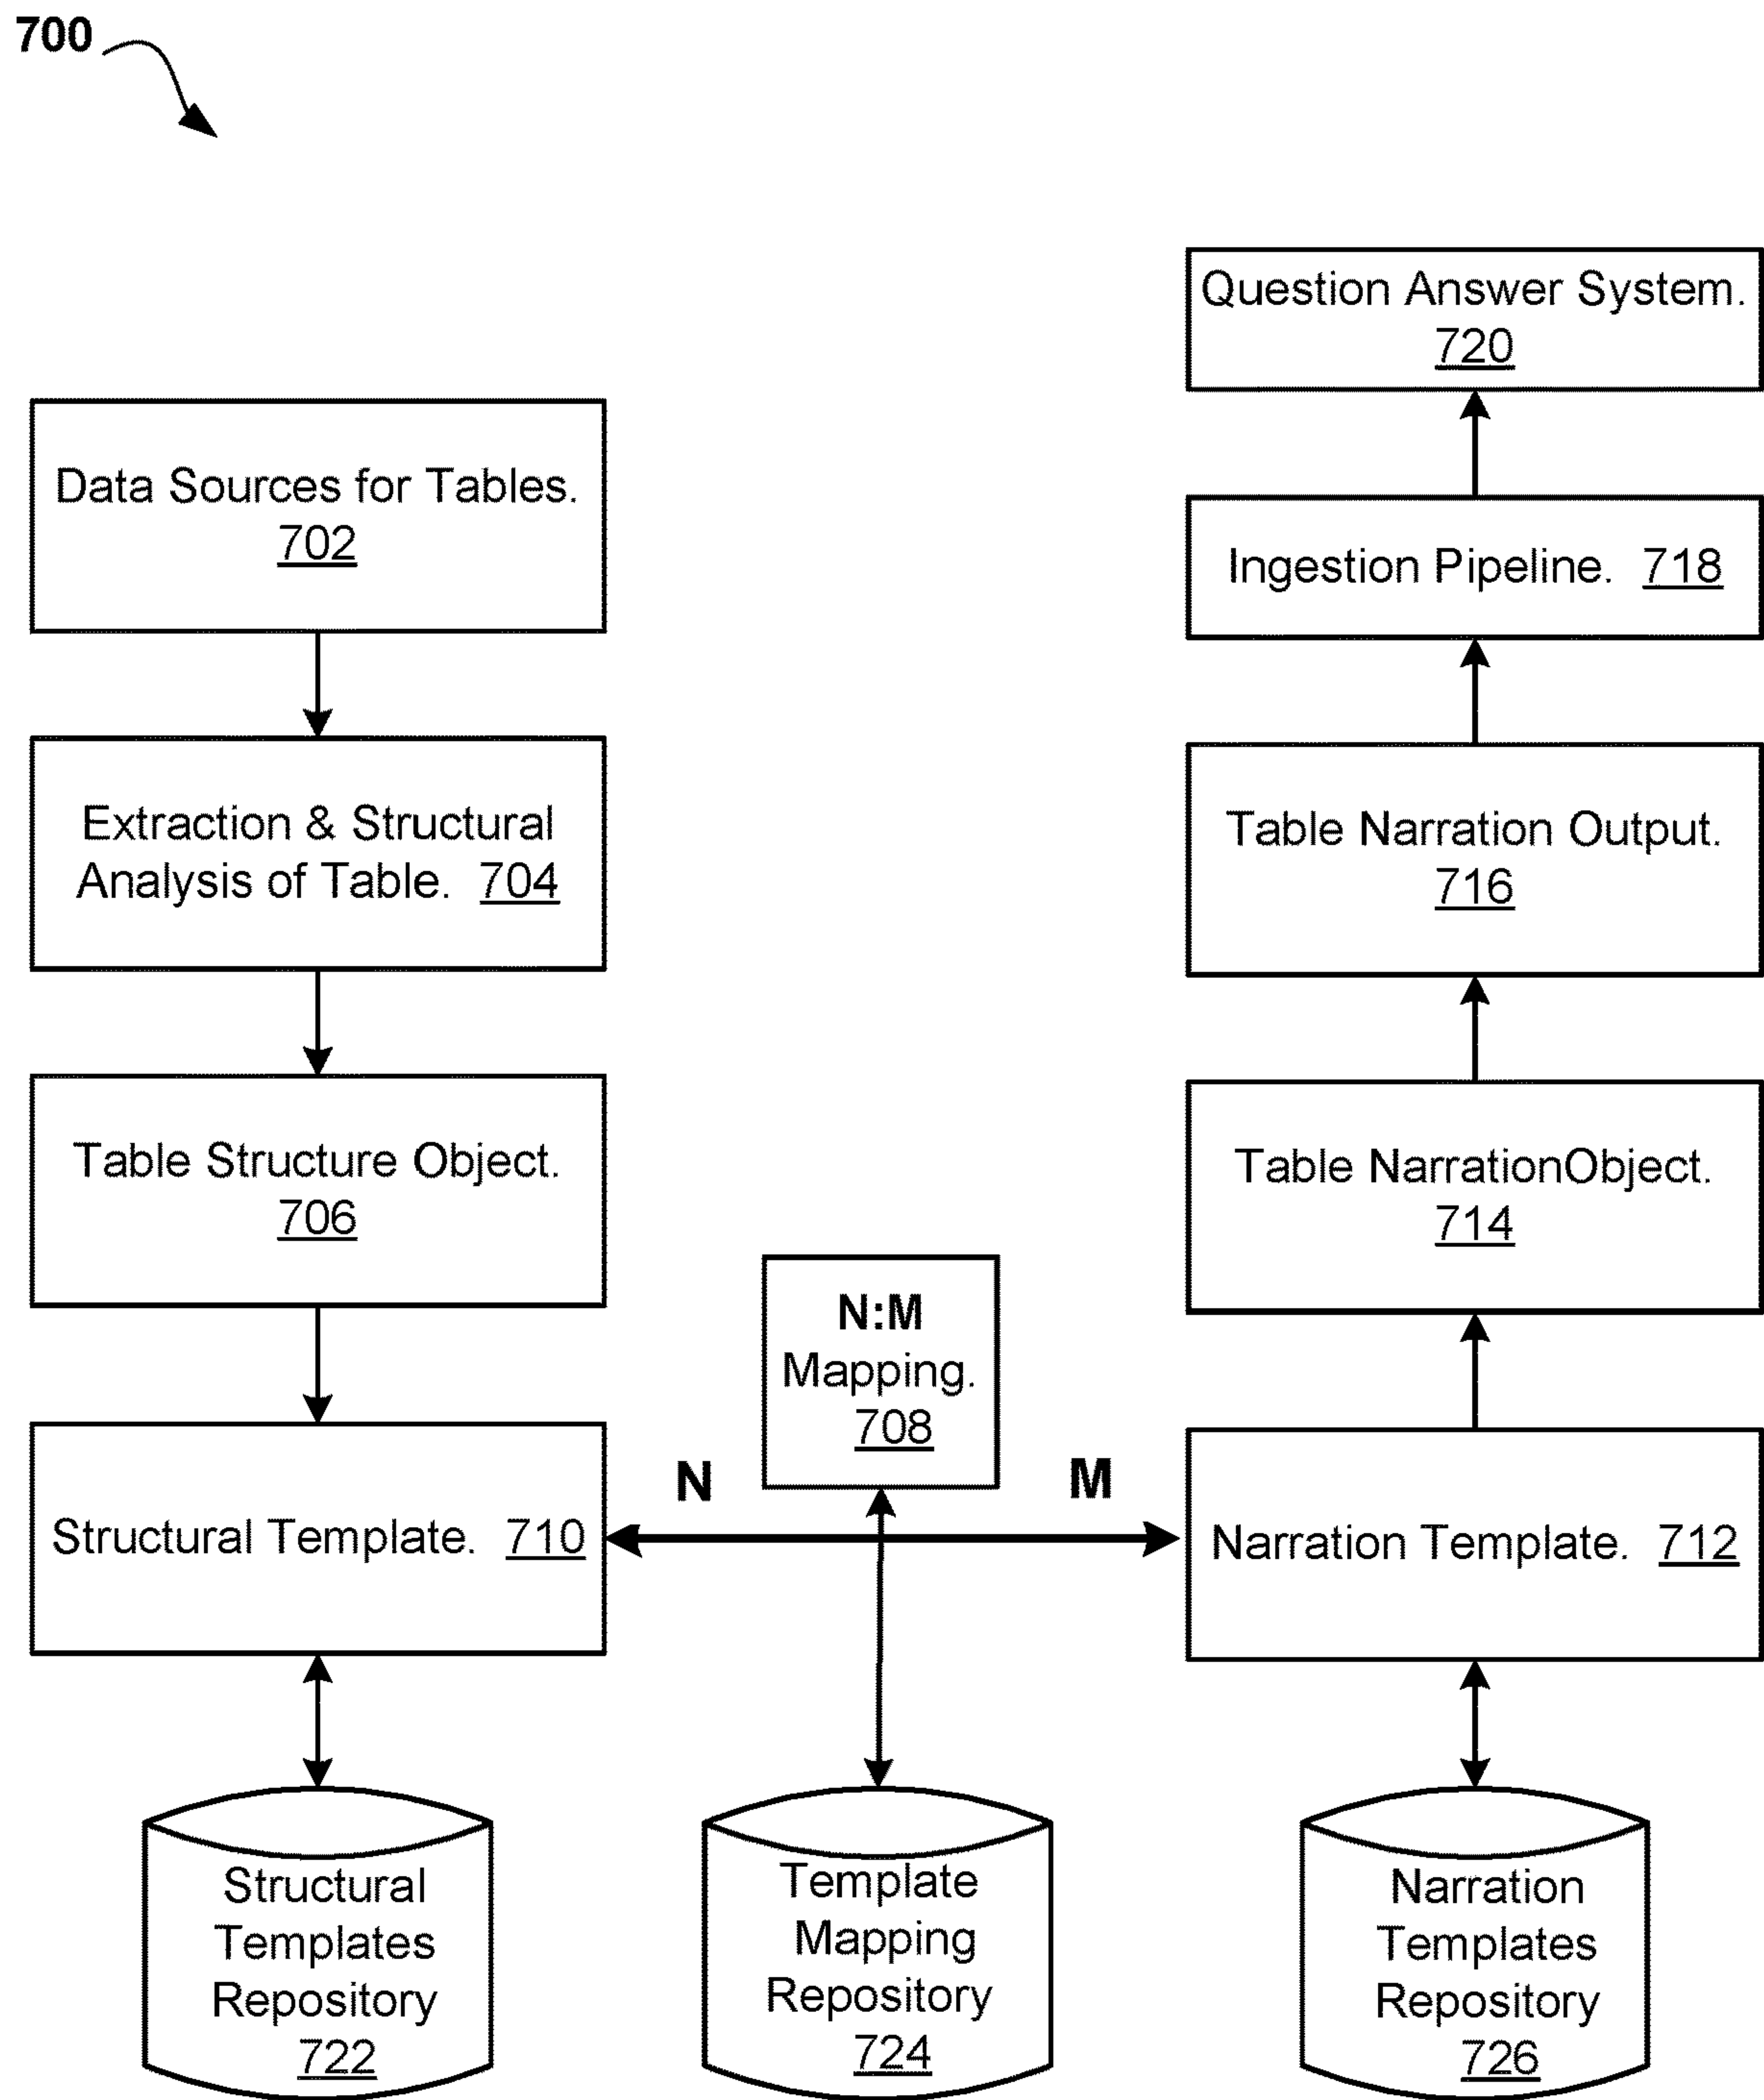 700
Data Sources for Tables.
702
Extraction & Structural
Analysis of Table. 704
Table Structure Object.
706
Structural Template. 710
Structural
Templates
Repository
722
N:M
Mapping.
708
N
M
Template
Mapping
Repository
724
Question Answer System.
720
Ingestion Pipeline. 718
Table Narration Output.
716
Table NarrationObject.
714
Narration Template. 712
Narration
Templates
Repository
726